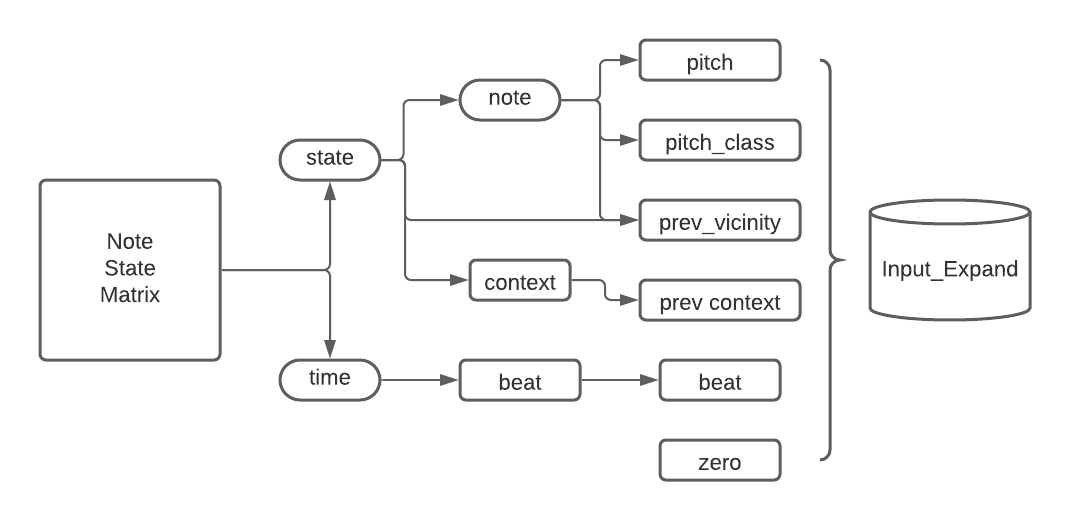 Note
State
Matrix
state
time
note
context
beat
pitch
pitch_class
prev_vicinity
prev context
beat
zero
Input_Expand